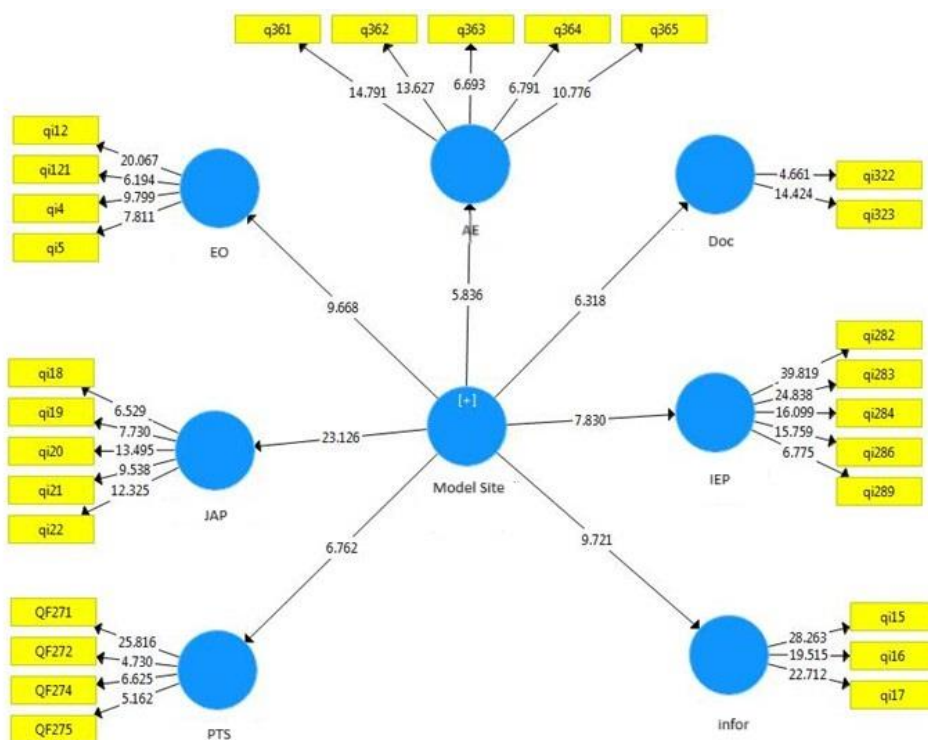 q361
q362
q363
q364
q365
14.791
13.627
6.693
6.791
10.776
AE
qi12
qi121
qi4
qi5
20.067
6.194
9.799
7.811
EO
4.661
14.424
qi322
qi323
Doc
9.668
5.836
6.318
qi18
qi19
qi20
qi21
qi22
6.529
7.730
13.495
9.538
12.325
JAP
23.126
[+]
Model Site
7.830
39.819
24.838
16.099
15.759
6.775
qi282
qi283
qi284
qi286
qi289
IEP
6.762
9.721
QF271
QF272
QF274
QF275
25.816
4.730
6.625
5.162
PTS
28.263
19.515
22.712
qi15
qi16
qi17
infor